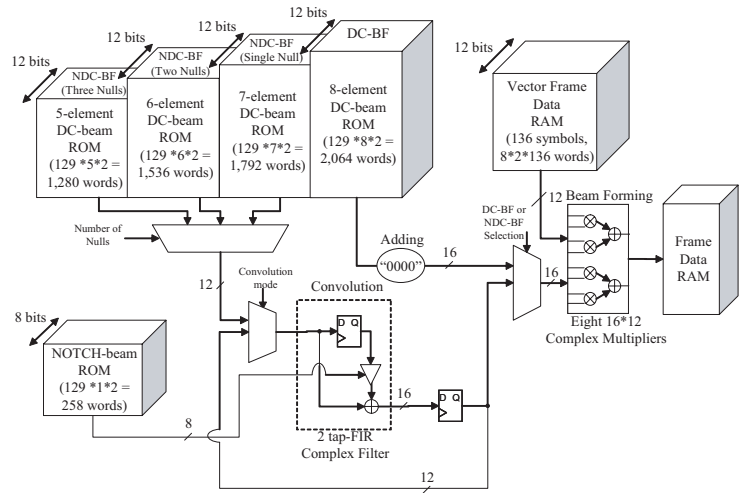 12 bits
12 bits
12 bits
12 bits
NDC-BF
(Three Nulls)
5-element
DC-beam
ROM
(129 *5*2 =
1,280 words)
NDC-BF
(Two Nulls)
6-element
DC-beam
ROM
(129 *6*2 =
1,536 words)
NDC-BF
(Single Null)
7-element
DC-beam
ROM
(129 *7*2 =
1,792 words)
DC-BF
8-element
DC-beam
ROM
(129 *8*2 =
2,064 words)
12 bits
Vector Frame
Data
RAM
(136 symbols,
8*2*136 words)
12
Beam Forming
Eight 16*12
Complex Multipliers
Frame
Data
RAM
Number of
Nulls
DC-BF or
NDC-BF
Selection
Adding
"0000"
16
16
12
Convolution
mode
Convolution
D Q
2 tap-FIR
Complex Filter
16
D Q
8 bits
NOTCH-beam
ROM
(129 *1*2 =
258 words)
8
12